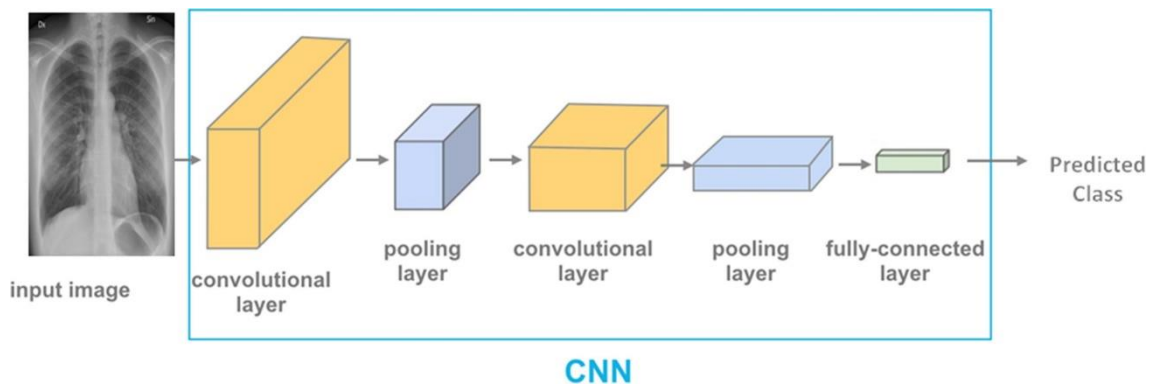 Dx
Sn
input image
convolutional
layer
pooling
layer
convolutional
layer
pooling
layer
fully-connected
layer
Predicted
Class
CNN